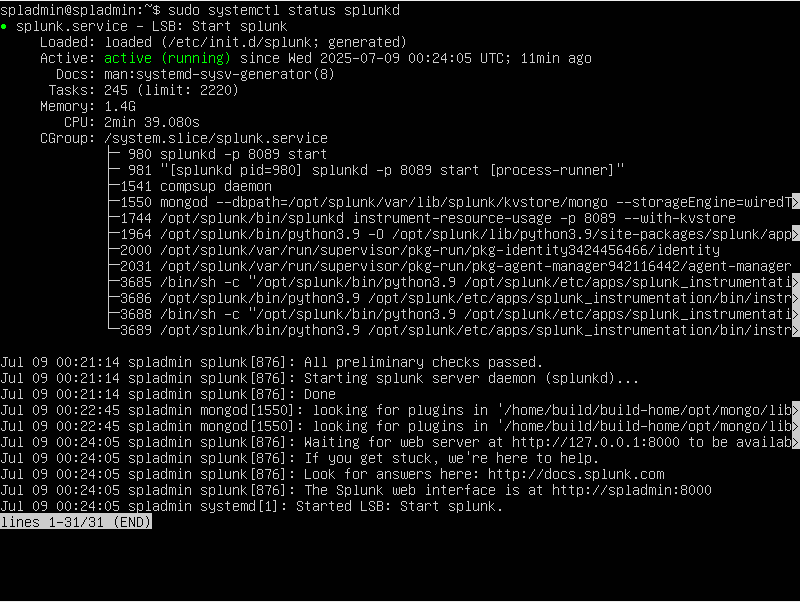 spladmin@spladmin:~$ sudo systemctl status splunkd
● splunk.service - LSB: Start splunk
     Loaded: loaded (/etc/init.d/splunk; generated)
     Active: active (running) since Wed 2025-07-09 00:24:05 UTC; 11min ago
       Docs: man:systemd-sysv-generator(8)
      Tasks: 245 (limit: 2220)
     Memory: 1.4G
        CPU: 2min 39.080s
     CGroup: /system.slice/splunk.service
             ├─ 980 splunkd -p 8089 start
             ├─ 981 "[splunkd pid=980] splunkd -p 8089 start [process-runner]"
             ├─1541 compsup daemon
             ├─1550 mongod --dbpath=/opt/splunk/var/lib/splunk/kvstore/mongo --storageEngine=wiredT>
             ├─1744 /opt/splunk/bin/splunkd instrument-resource-usage -p 8089 --with-kvstore
             ├─1964 /opt/splunk/bin/python3.9 -O /opt/splunk/lib/python3.9/site-packages/splunk/app>
             ├─2000 /opt/splunk/var/run/supervisor/pkg-run/pkg-identity3424456466/identity
             ├─2031 /opt/splunk/var/run/supervisor/pkg-run/pkg-agent-manager942116442/agent-manager
             ├─3685 /bin/sh -c "/opt/splunk/bin/python3.9 /opt/splunk/etc/apps/splunk_instrumentati>
             ├─3686 /opt/splunk/bin/python3.9 /opt/splunk/etc/apps/splunk_instrumentation/bin/instr>
             ├─3688 /bin/sh -c "/opt/splunk/bin/python3.9 /opt/splunk/etc/apps/splunk_instrumentati>
             └─3689 /opt/splunk/bin/python3.9 /opt/splunk/etc/apps/splunk_instrumentation/bin/instr>

Jul 09 00:21:14 spladmin splunk[876]: All preliminary checks passed.
Jul 09 00:21:14 spladmin splunk[876]: Starting splunk server daemon (splunkd)...
Jul 09 00:21:14 spladmin splunk[876]: Done
Jul 09 00:22:45 spladmin mongod[1550]: looking for plugins in '/home/build/build-home/opt/mongo/lib>
Jul 09 00:22:45 spladmin mongod[1550]: looking for plugins in '/home/build/build-home/opt/mongo/lib>
Jul 09 00:24:05 spladmin splunk[876]: Waiting for web server at http://127.0.0.1:8000 to be availab>
Jul 09 00:24:05 spladmin splunk[876]: If you get stuck, we're here to help.
Jul 09 00:24:05 spladmin splunk[876]: Look for answers here: http://docs.splunk.com
Jul 09 00:24:05 spladmin splunk[876]: The Splunk web interface is at http://spladmin:8000
Jul 09 00:24:05 spladmin systemd[1]: Started LSB: Start splunk.
lines 1-31/31 (END)